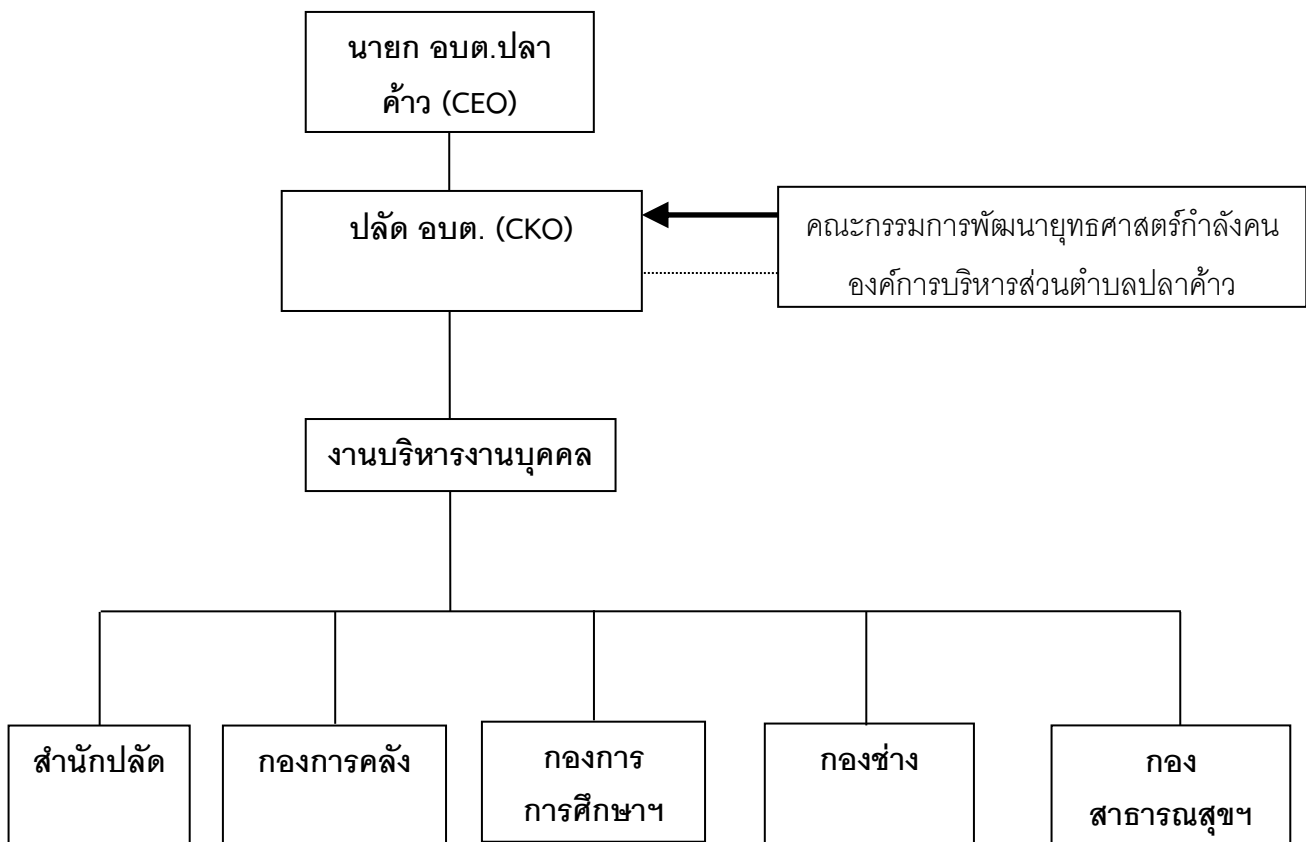 นายก อบต.ปลา
ค้าว (CEO)
ปลัด อบต. (CKO)
คณะกรรมการพัฒนายุทธศาสตร์กำลังคน
องค์การบริหารส่วนตำบลปลาค้าว
งานบริหารงานบุคคล
สำนักปลัด
กองการคลัง
กองการ
การศึกษาฯ
กองช่าง
กอง
สาธารณสุขฯ